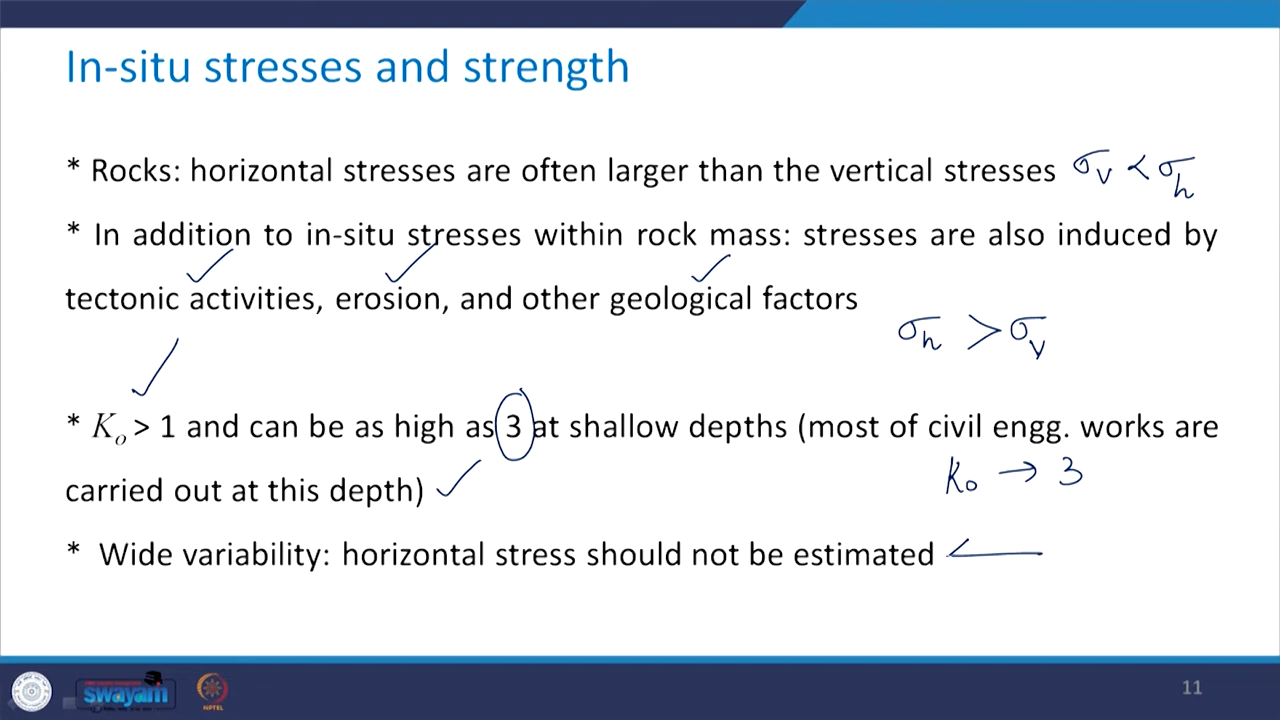 In-situ stresses and strength
* Rocks: horizontal stresses are often larger than the vertical stresses σv < σh
* In addition to in-situ stresses within rock mass: stresses are also induced by
tectonic activities, erosion, and other geological factors
σh > σv
* Ko > 1 and can be as high as 3 at shallow depths (most of civil engg. works are
carried out at this depth)
Ko → 3
* Wide variability: horizontal stress should not be estimated
swayam
NPTEL
11